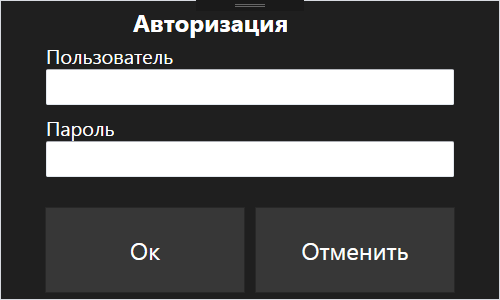 Авторизация
Пользователь
Пароль
Ок
Отменить